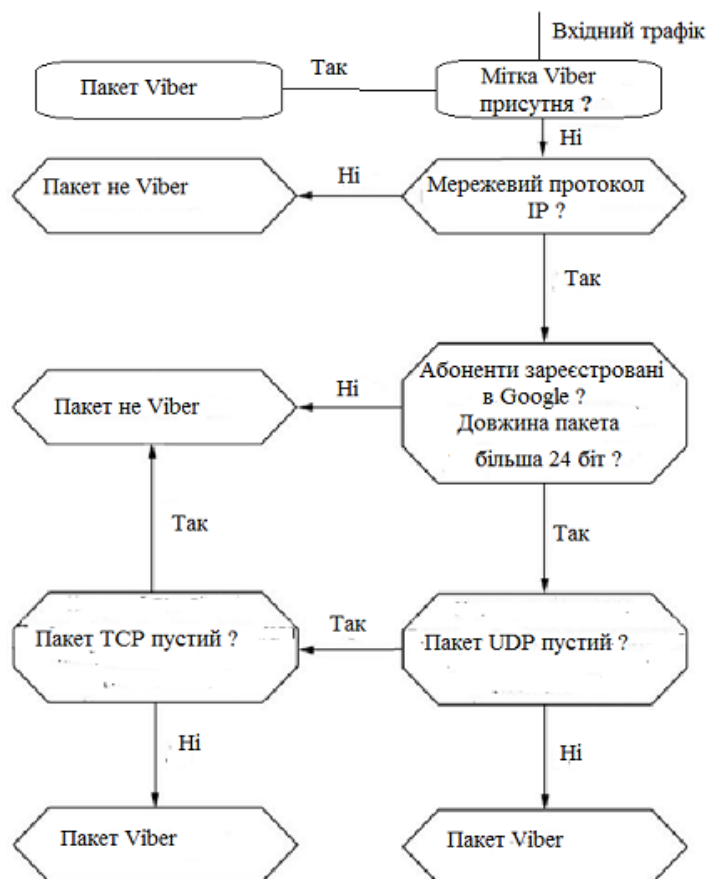 Вхідний трафік
Пакет Viber
Так
Мітка Viber
присутня ?
Ні
Пакет не Viber
Ні
Мережевий протокол
IP ?
Так
Абоненти зареєстровані
в Google ?
Довжина пакета
більша 24 біт ?
Ні
Пакет не Viber
Так
Так
Пакет TCP пустий ?
Так
Пакет UDP пустий ?
Ні
Ні
Пакет Viber
Пакет Viber